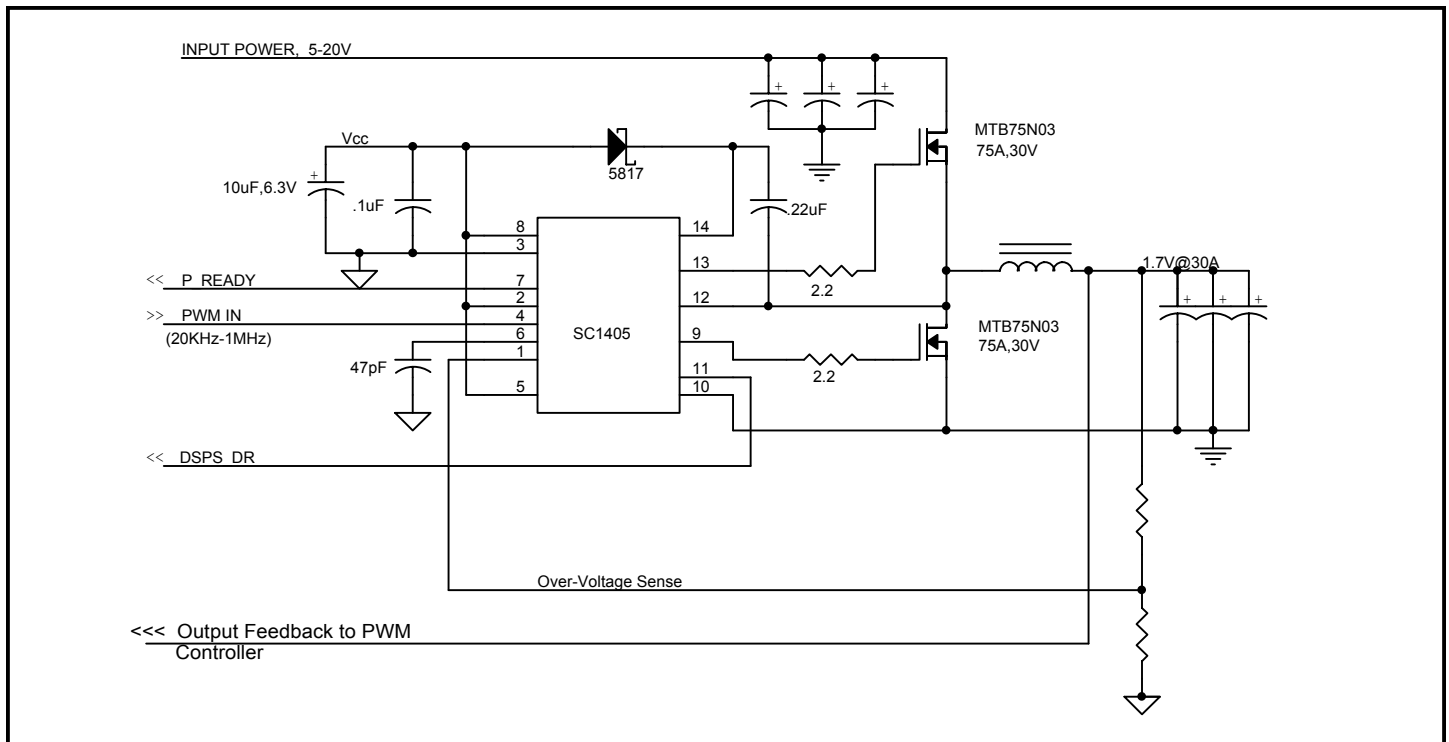 INPUT POWER, 5-20V
MTB75N03
75A,30V
Vcc
+
+
+
5817
10uF,6.3V
+
.1uF
.22uF
8
14
3
1.7V@30A
<< P_READY
7
13
2.2
2
12
+
+
+
>> PWM IN
4
(20KHz-1MHz)
SC1405
MTB75N03
75A,30V
6
9
1
47pF
11
2.2
5
10
<< DSPS_DR
Over-Voltage Sense
<<< Output Feedback to PWM
Controller